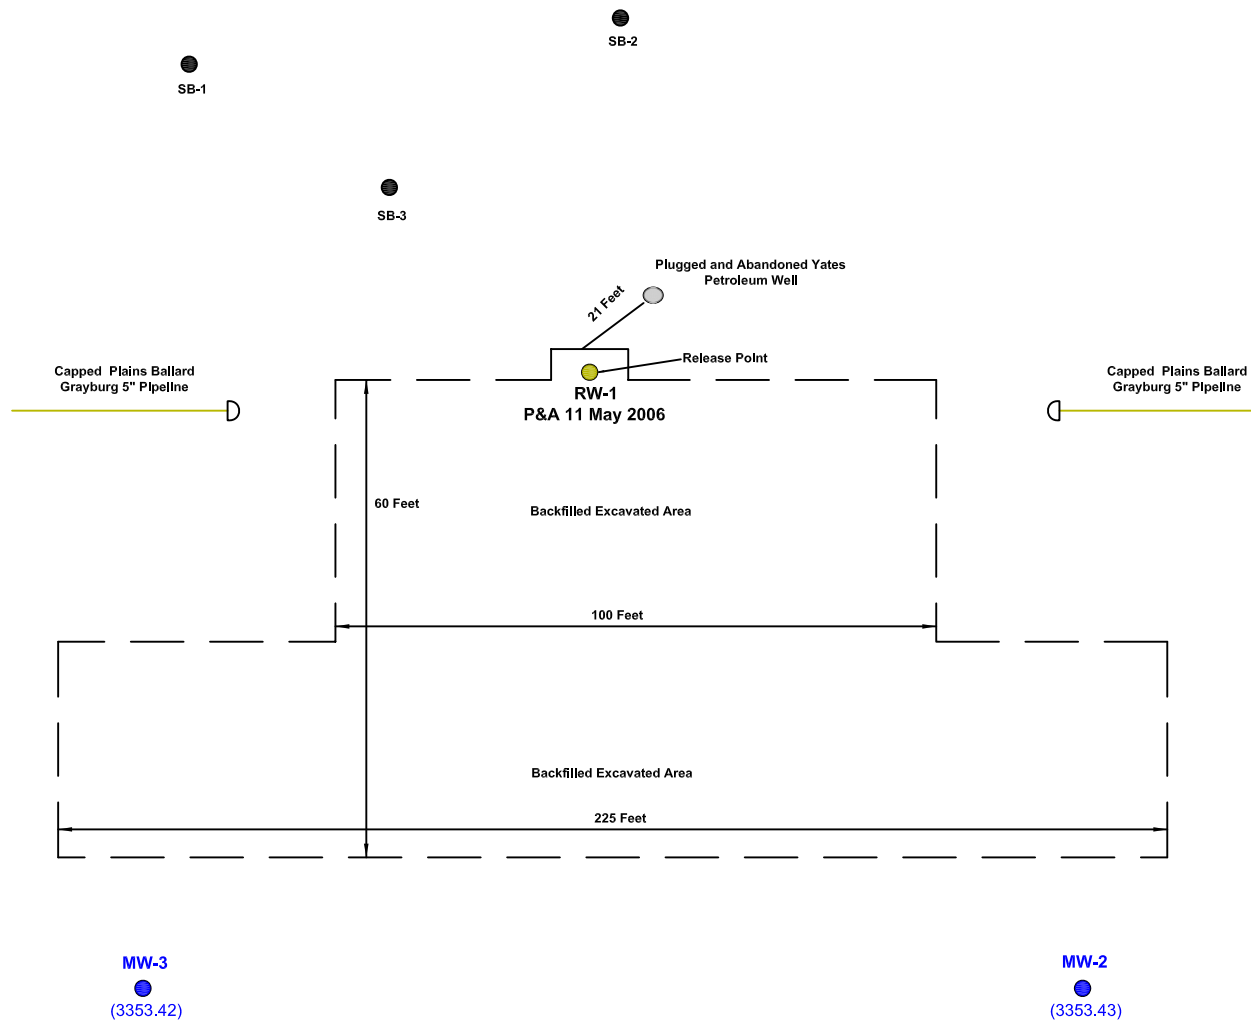 SB-2
SB-1
SB-3
Plugged and Abandoned Yates
Petroleum Well
21 Feet
Release Point
Capped Plains Ballard
Grayburg 5" Pipeline
Capped Plains Ballard
Grayburg 5" Pipeline
RW-1
P&A 11 May 2006
60 Feet
Backfilled Excavated Area
100 Feet
Backfilled Excavated Area
225 Feet
MW-3
(3353.42)
MW-2
(3353.43)